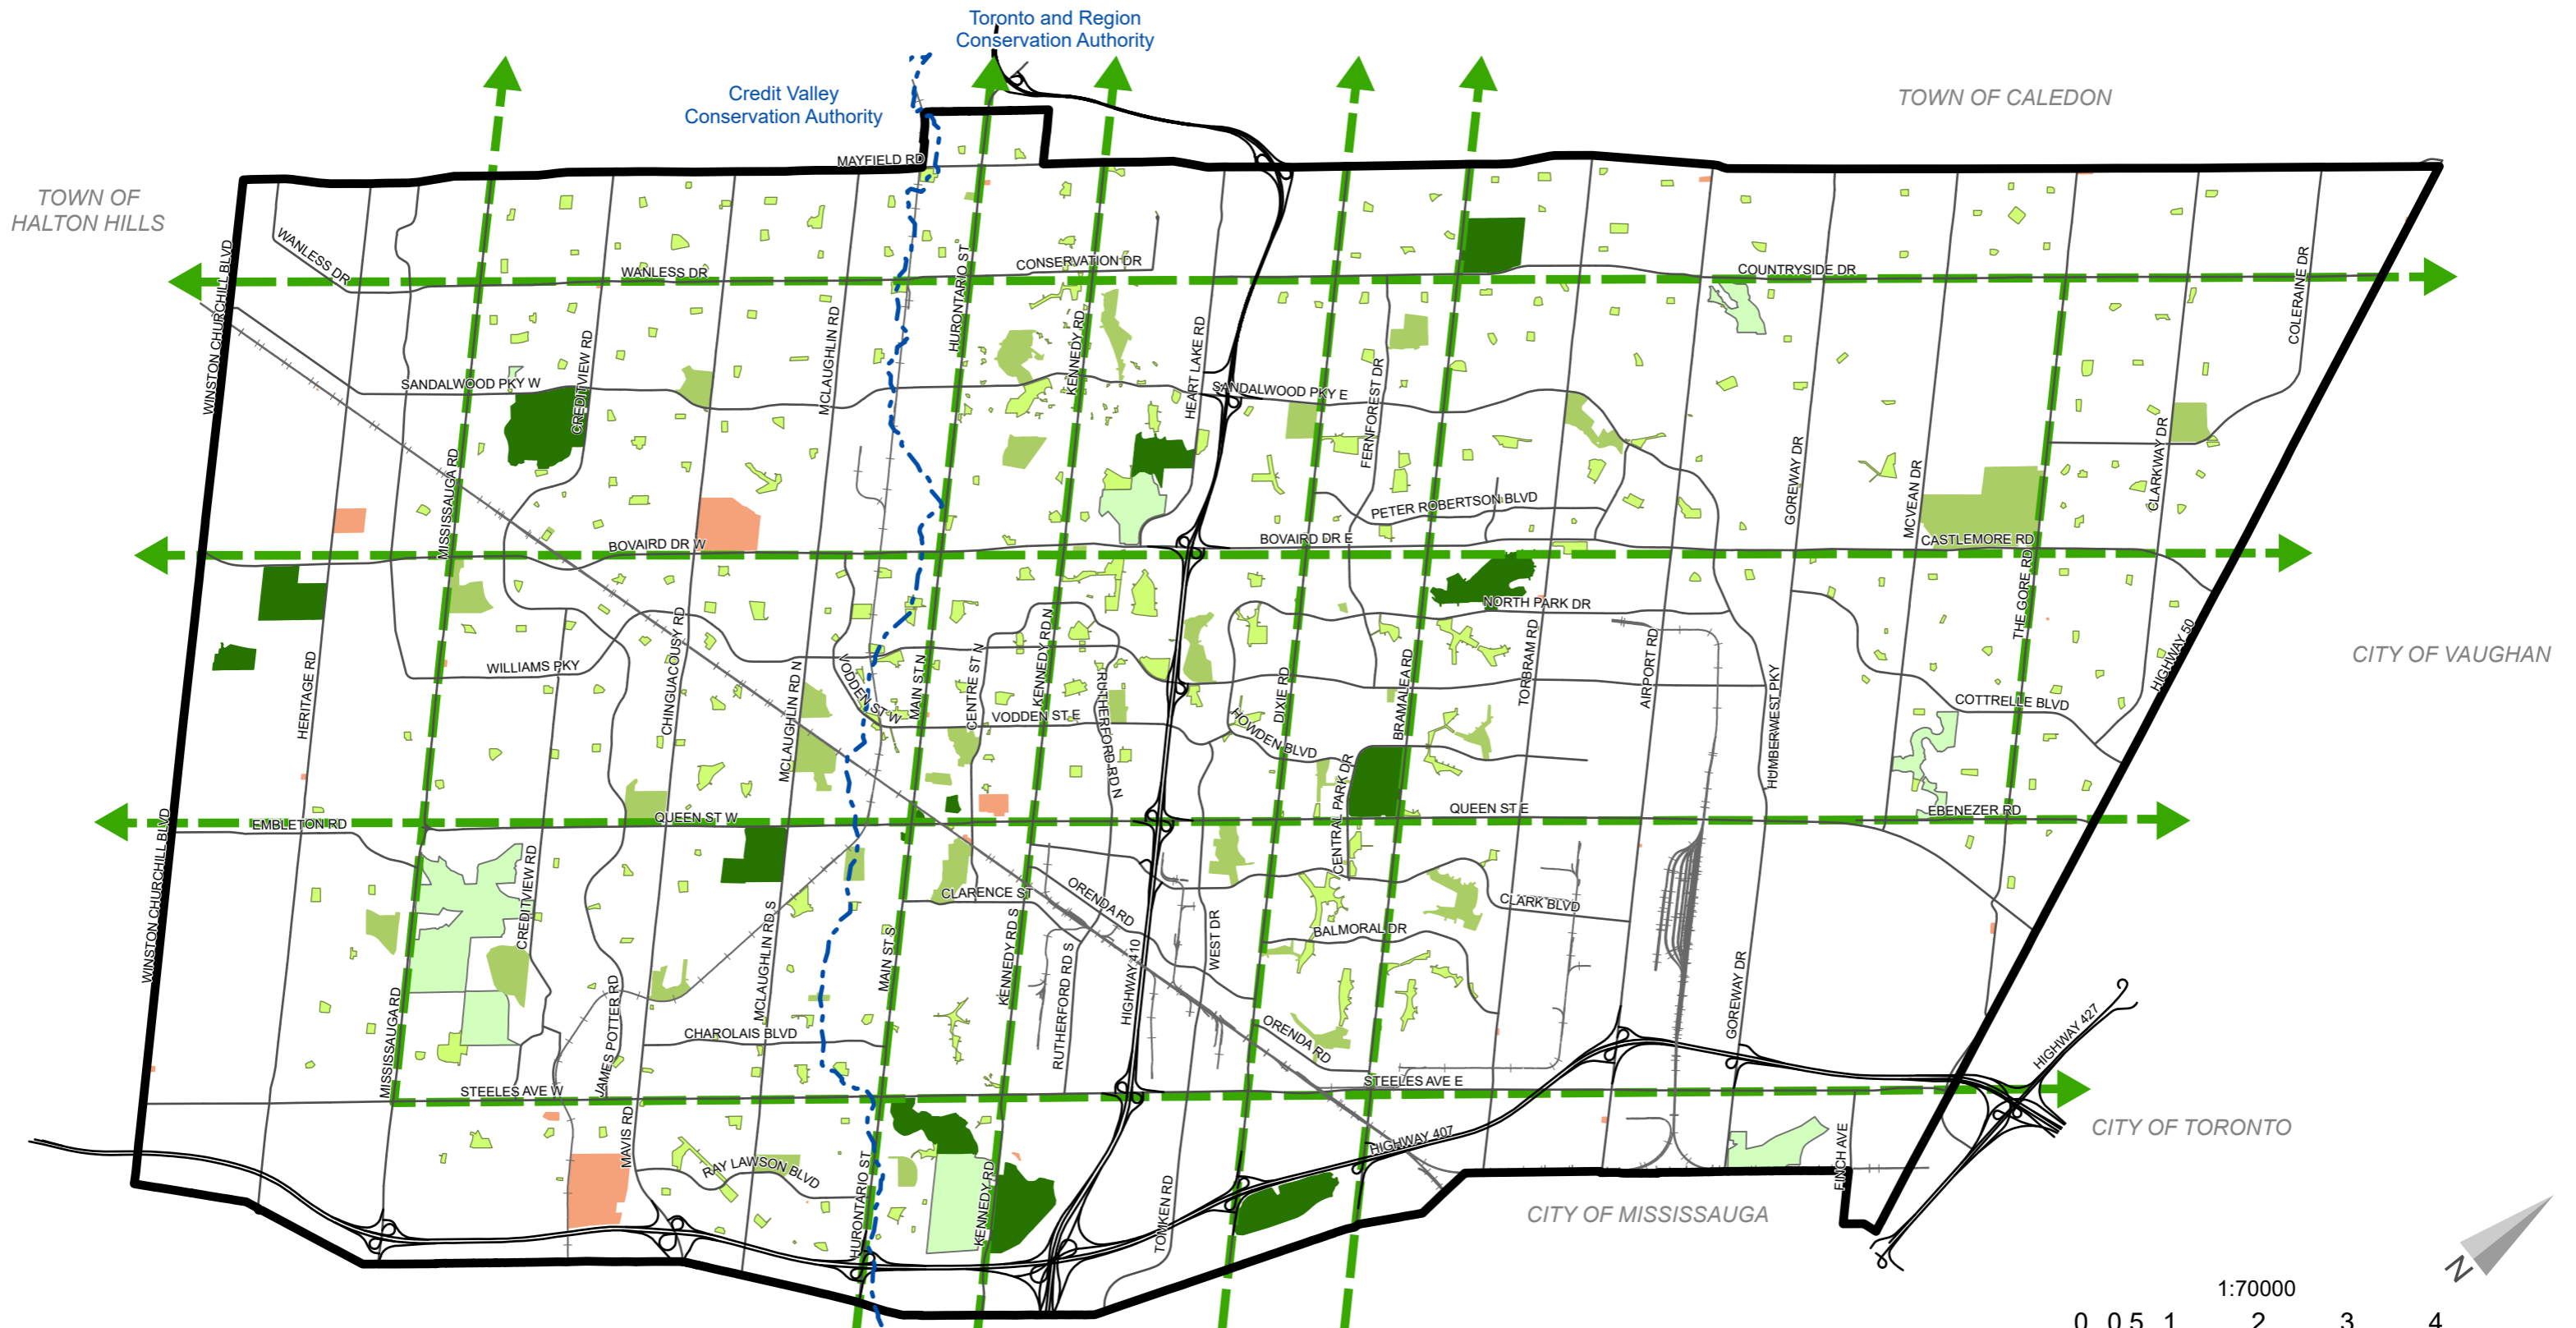 Toronto and Region
Conservation Authority
Credit Valley
Conservation Authority
TOWN OF CALEDON
TOWN OF
HALTON HILLS
MAYFIELD RD
WANLESS DR
WANLESS DR
CONSERVATION DR
COUNTRYSIDE DR
WINSTON CHURCHILL BLVD
HURONTARIO ST
COLERAINE DR
CREDITVIEW RD
MCLAUGHLIN RD
KENNEDY RD
HEART LAKE RD
FERNFOREST DR
SANDALWOOD PKY W
SANDALWOOD PKY E
MISSISSAUGA RD
GOREWAY DR
MCVEAN DR
CLARKWAY DR
PETER ROBERTSON BLVD
BOVAIRD DR W
BOVAIRD DR E
CASTLEMORE RD
THE GORE RD
NORTH PARK DR
HERITAGE RD
WILLIAMS PKY
CHINGUACOUSY RD
MCLAUGHLIN RD N
VODDEN ST W
MAIN ST N
CENTRE ST N
KENNEDY RD N
RUTHERFORD RD N
VODDEN ST E
HOWDEN BLVD
DIXIE RD
BRAMALEA RD
TORBRAM RD
AIRPORT RD
HUMBERWEST PKY
COTTRELLE BLVD
HIGHWAY 50
CITY OF VAUGHAN
CENTRAL PARK DR
EMBLETON RD
QUEEN ST W
QUEEN ST E
EBENEZER RD
WINSTON CHURCHILL BLVD
CREDITVIEW RD
CLARENCE ST
ORENDA RD
CLARK BLVD
BALMORAL DR
WEST DR
MISSISSAUGA RD
JAMES POTTER RD
MCLAUGHLIN RD S
MAIN ST S
KENNEDY RD S
RUTHERFORD RD S
HIGHWAY 410
GOREWAY DR
CHAROLAIS BLVD
ORENDA RD
HIGHWAY 427
STEELES AVE W
STEELES AVE E
MAVIS RD
RAY LAWSON BLVD
HIGHWAY 407
FINCH AVE
CITY OF TORONTO
HURONTARIO ST
KENNEDY RD
TOMKEN RD
CITY OF MISSISSAUGA
N
1:70000
0 0.5 1 2 3 4